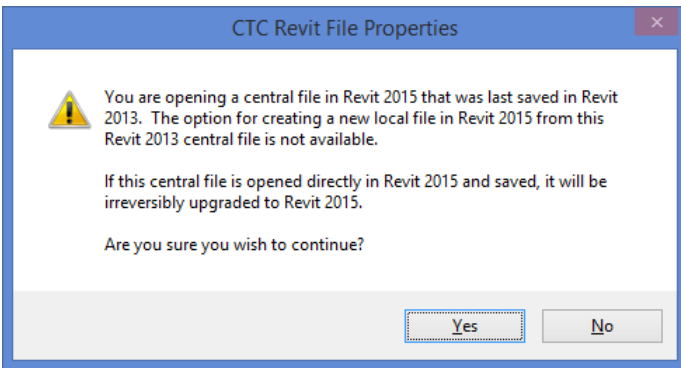 CTC Revit File Properties
You are opening a central file in Revit 2015 that was last saved in Revit
2013.  The option for creating a new local file in Revit 2015 from this
Revit 2013 central file is not available.
If this central file is opened directly in Revit 2015 and saved, it will be
irreversibly upgraded to Revit 2015.
Are you sure you wish to continue?
Yes
No